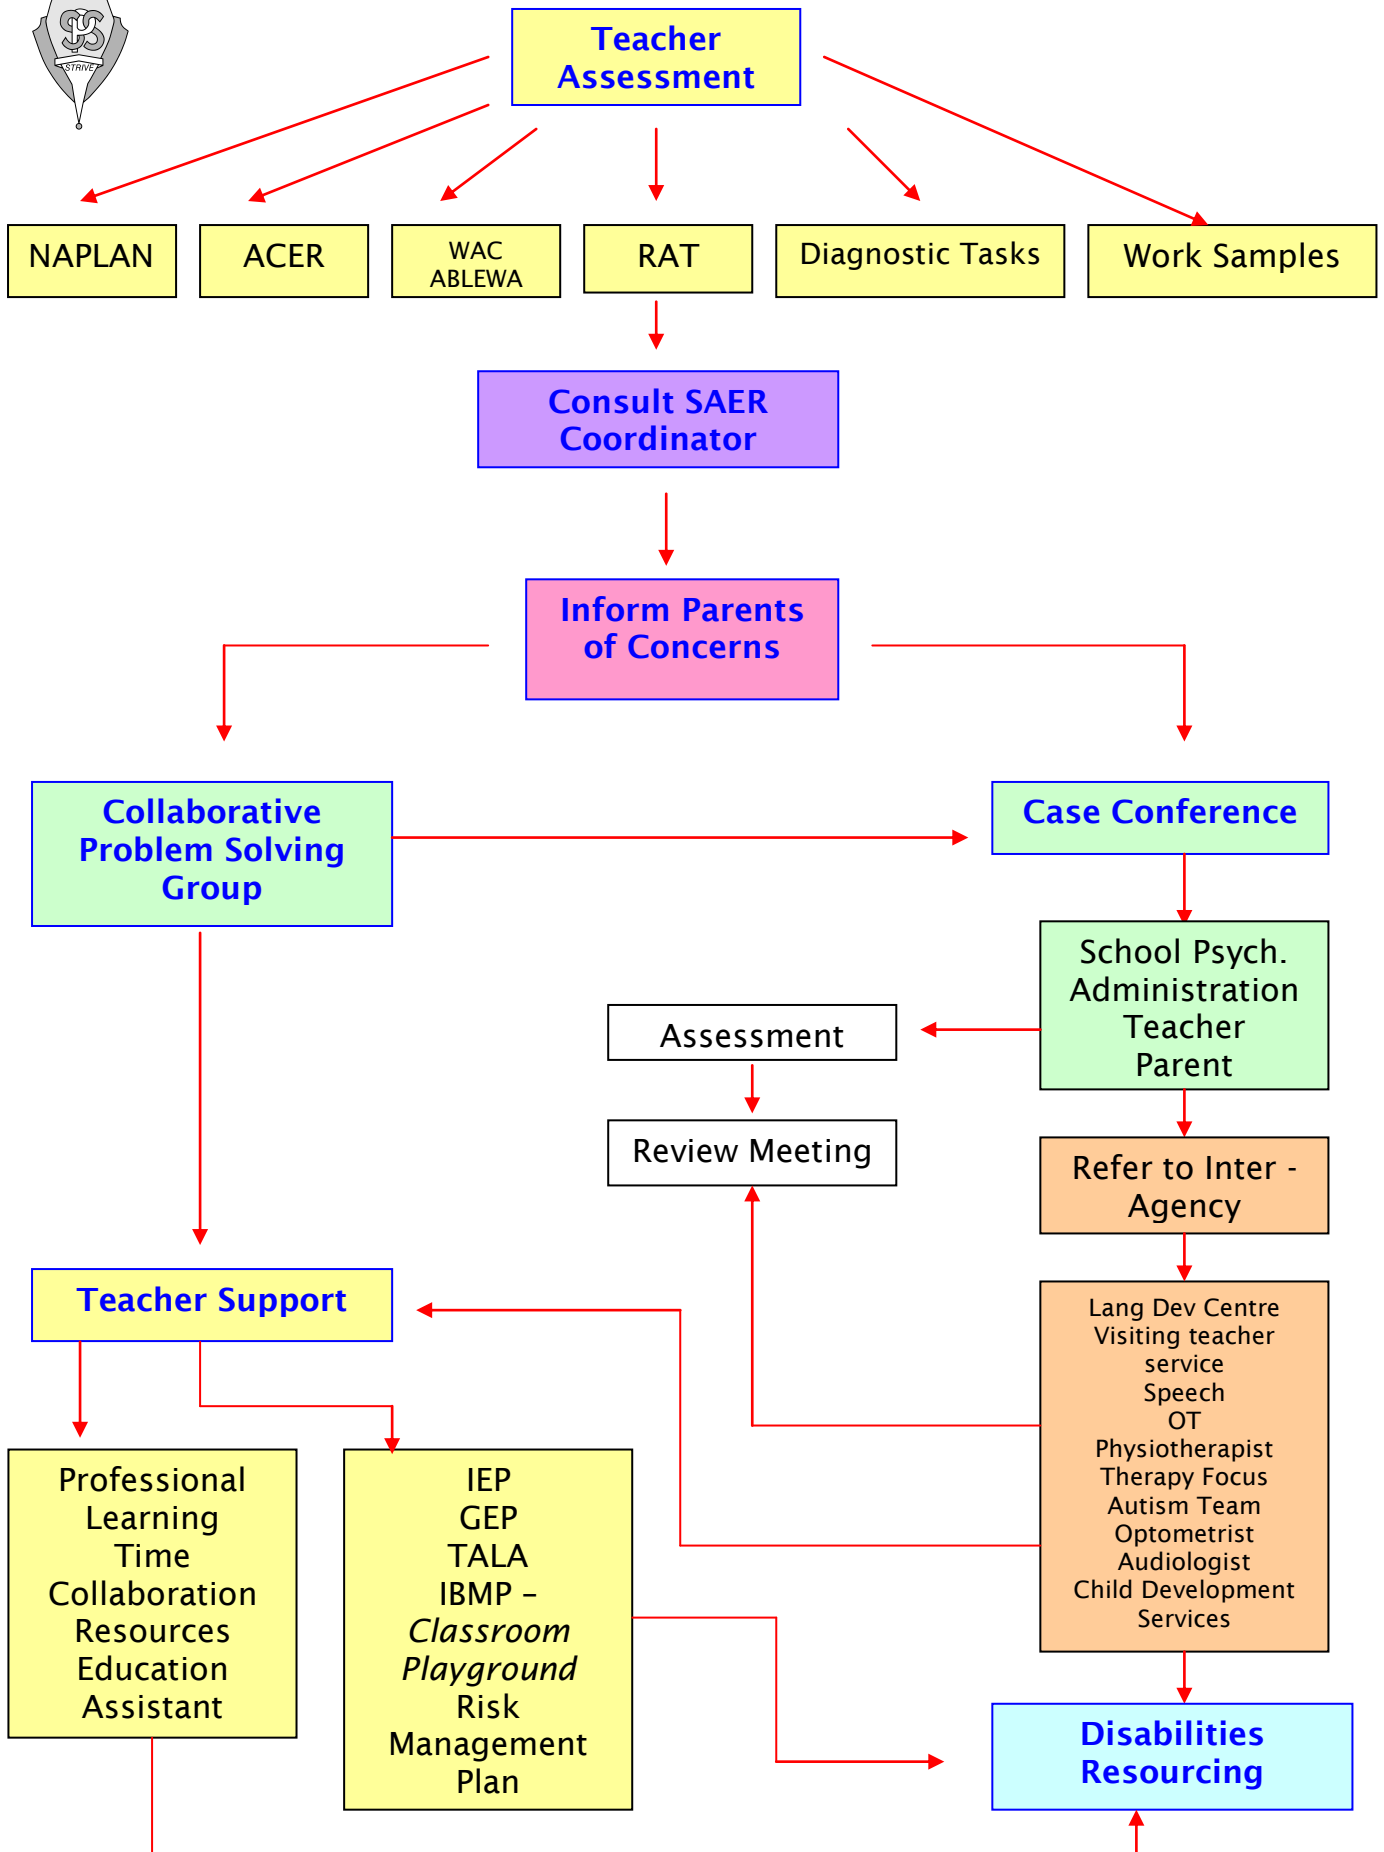 SPS
STRIVE
Teacher
Assessment
NAPLAN
ACER
WAC
ABLEWA
RAT
Diagnostic Tasks
Work Samples
Consult SAER
Coordinator
Inform Parents
of Concerns
Collaborative
Problem Solving
Group
Case Conference
School Psych.
Administration
Teacher
Parent
Assessment
Review Meeting
Refer to Inter -
Agency
Teacher Support
Lang Dev Centre
Visiting teacher
service
Speech
OT
Physiotherapist
Therapy Focus
Autism Team
Optometrist
Audiologist
Child Development
Services
Professional
Learning
Time
Collaboration
Resources
Education
Assistant
IEP
GEP
TALA
IBMP –
Classroom
Playground
Risk
Management
Plan
Disabilities
Resourcing